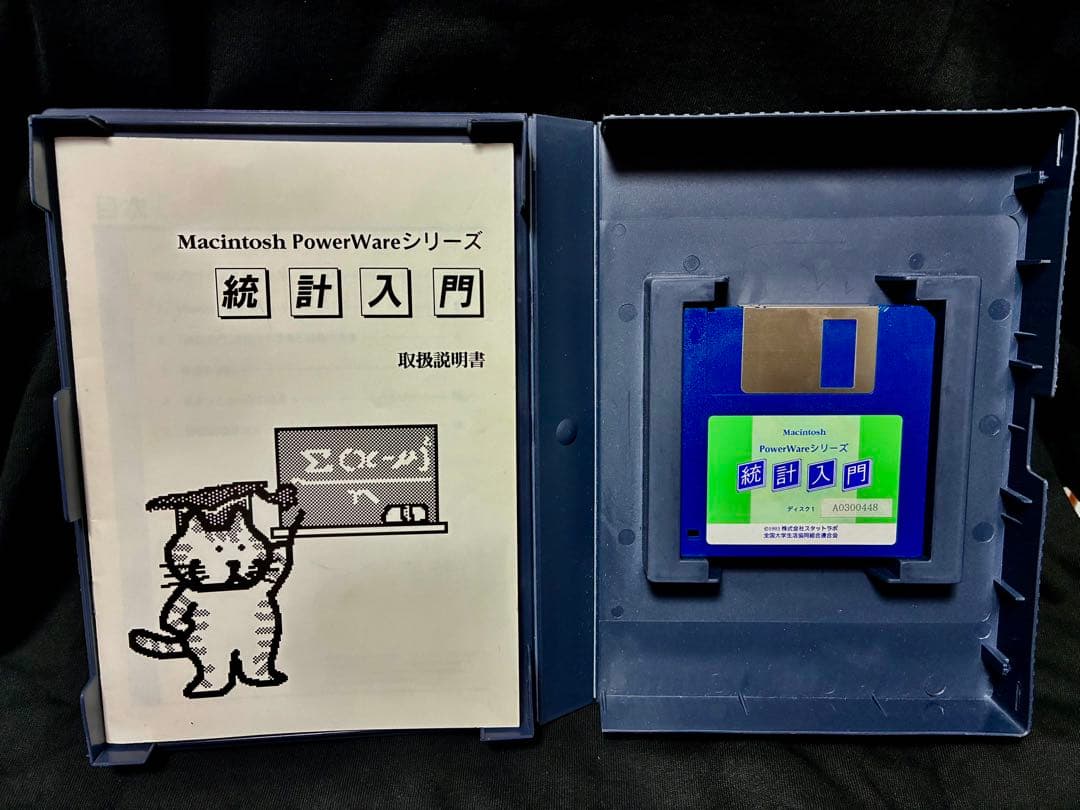 Macintosh PowerWareシリーズ
統計入門
取扱説明書
Σ(x-x̄)²
n
Macintosh
PowerWareシリーズ
統計入門
ディスク1 A0300448
©1993 株式会社スタットラボ
全国大学生活協同組合連合会